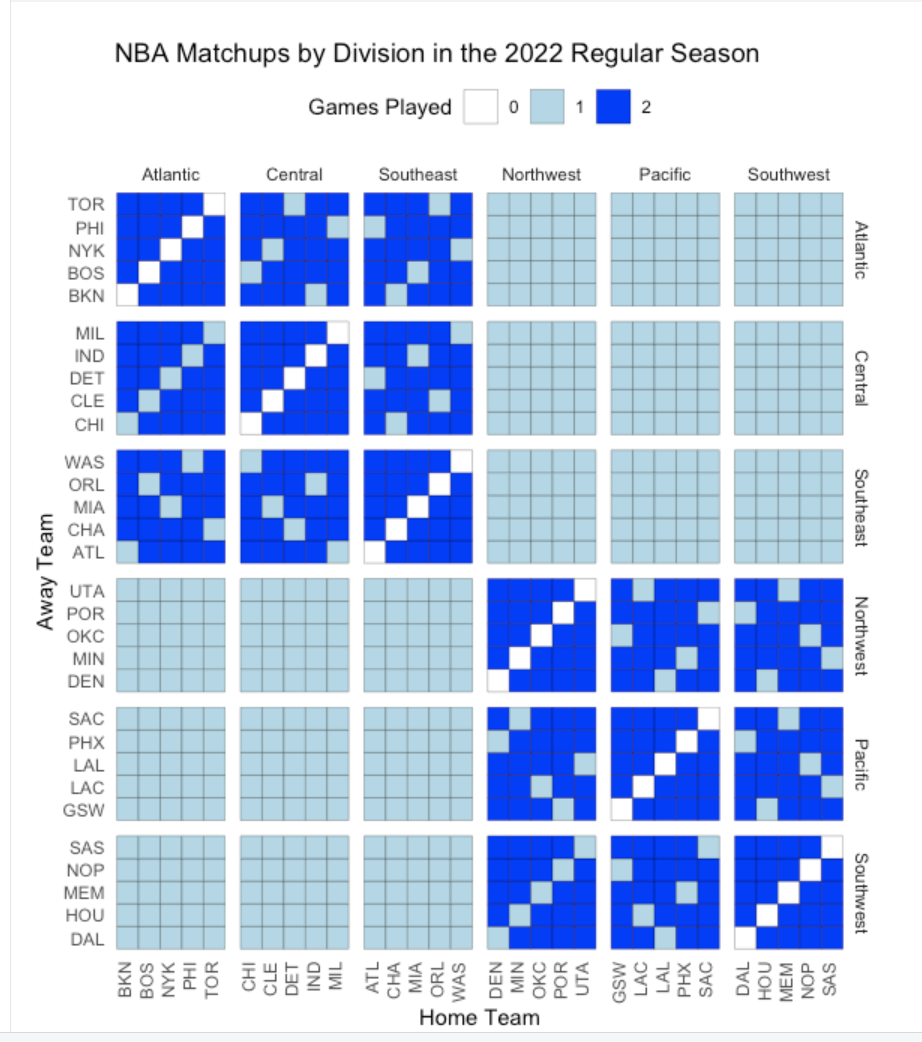 NBA Matchups by Division in the 2022 Regular Season
Games Played 0 1 2
Atlantic Central Southeast Northwest Pacific Southwest
TOR
PHI
NYK
BOS
BKN
Atlantic
MIL
IND
DET
CLE
CHI
Central
WAS
ORL
MIA
CHA
ATL
Southeast
Away Team
UTA
POR
OKC
MIN
DEN
Northwest
SAC
PHX
LAL
LAC
GSW
Pacific
SAS
NOP
MEM
HOU
DAL
Southwest
BKN BOS NYK PHI TOR CHI CLE DET IND MIL ATL CHA MIA ORL WAS DEN MIN OKC POR UTA GSW LAC LAL PHX SAC DAL HOU MEM NOP SAS
Home Team